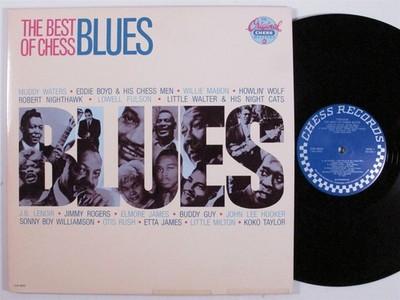 THE BEST
OF CHESS
BLUES
Original
CHESS
MUDDY WATERS • EDDIE BOYD & HIS CHESS MEN • WILLIE MABON • HOWLIN' WOLF
ROBERT NIGHTHAWK • LOWELL FULSON • LITTLE WALTER & HIS NIGHT CATS
BLUES
J.B. LENOIR • JIMMY ROGERS • ELMORE JAMES • BUDDY GUY • JOHN LEE HOOKER
SONNY BOY WILLIAMSON • OTIS RUSH • ETTA JAMES • LITTLE MILTON • KOKO TAYLOR
CHESS RECORDS